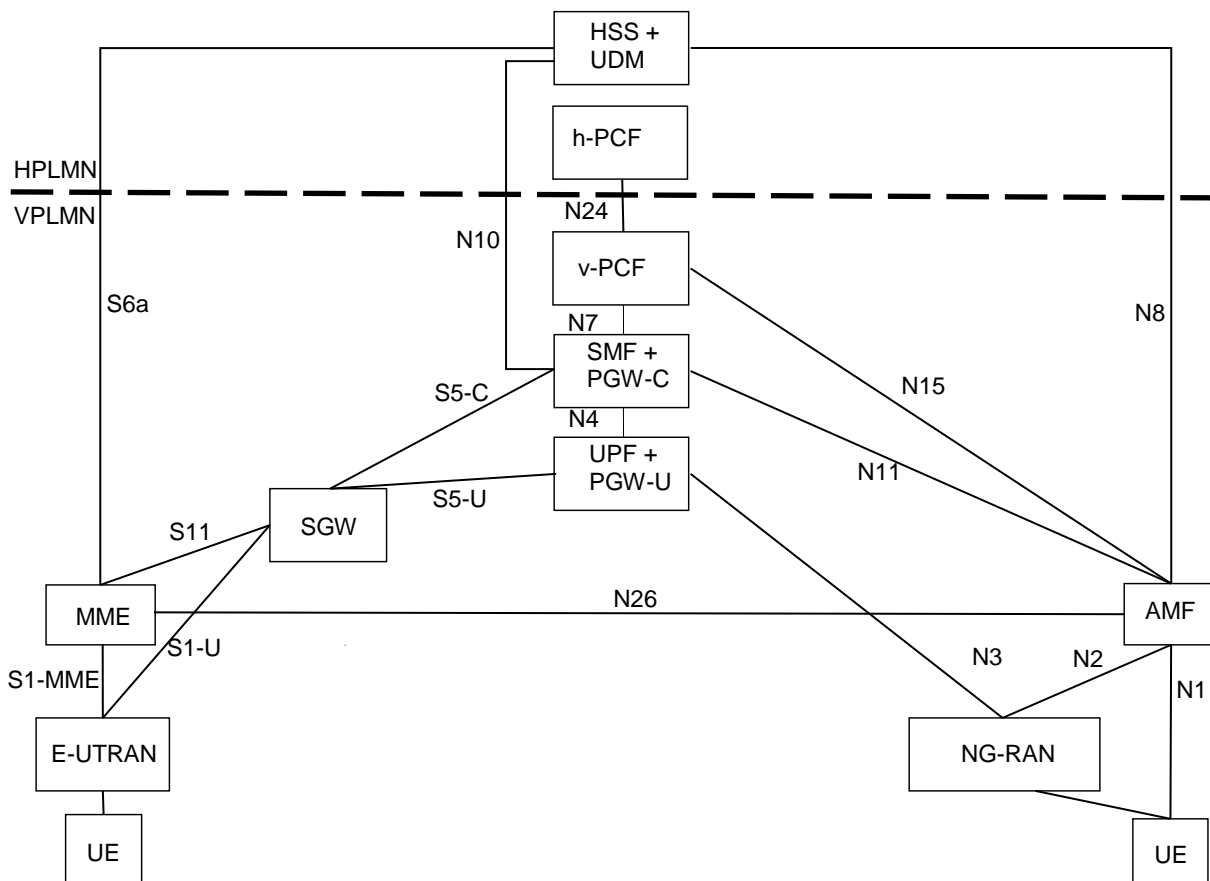 HSS +
UDM
h-PCF
HPLMN
VPLMN
N24
N10
v-PCF
S6a
N8
N7
SMF +
PGW-C
S5-C
N15
N4
UPF +
PGW-U
N11
S5-U
SGW
S11
N26
MME
AMF
S1-U
N3
N2
S1-MME
N1
E-UTRAN
NG-RAN
UE
UE